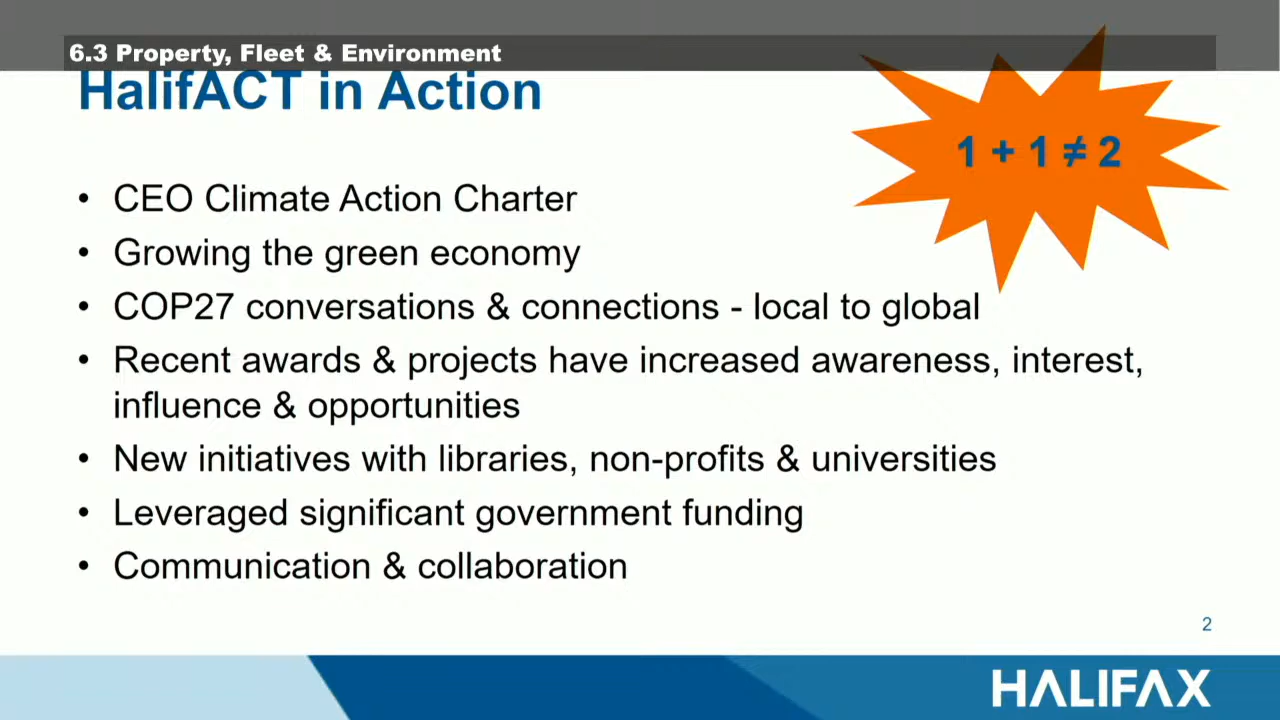 6.3 Property, Fleet & Environment
HalifACT in Action
1 + 1 ≠ 2
• CEO Climate Action Charter
• Growing the green economy
• COP27 conversations & connections - local to global
• Recent awards & projects have increased awareness, interest,
influence & opportunities
• New initiatives with libraries, non-profits & universities
• Leveraged significant government funding
• Communication & collaboration
2
HALIFAX